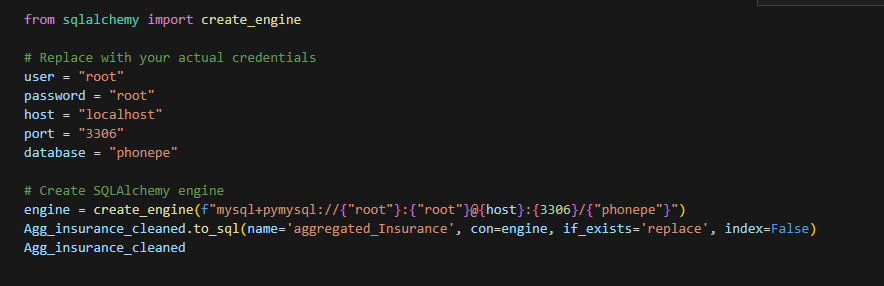 from sqlalchemy import create_engine
# Replace with your actual credentials
user = "root"
password = "root"
host = "localhost"
port = "3306"
database = "phonepe"
# Create SQLAlchemy engine
engine = create_engine(f"mysql+pymysql://{"root"}:{"root"}@{host}:{3306}/{"phonepe"}")
Agg_insurance_cleaned.to_sql(name='aggregated_Insurance', con=engine, if_exists='replace', index=False)
Agg_insurance_cleaned